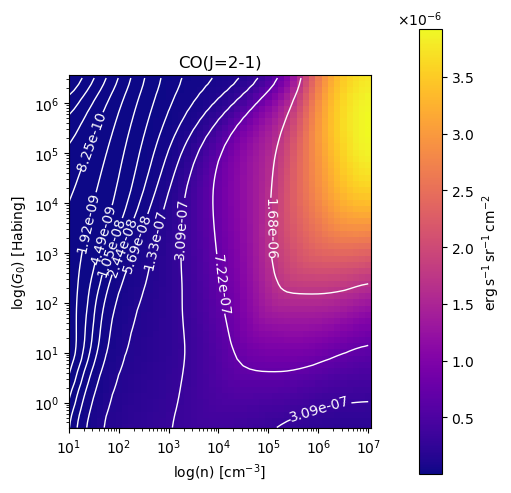 ×10⁻⁶
CO(J=2-1)
log(G₀) [Habing]
10⁶
10⁵
10⁴
10³
10²
10¹
10⁰
8.25e-10
1.92e-09
4.49e-09
1.05e-08
2.44e-08
5.69e-08
1.33e-07
3.09e-07
7.22e-07
1.68e-06
3.09e-07
10¹ 10² 10³ 10⁴ 10⁵ 10⁶ 10⁷
log(n) [cm⁻³]
3.5
3.0
2.5
2.0
1.5
1.0
0.5
erg s⁻¹ sr⁻¹ cm⁻²